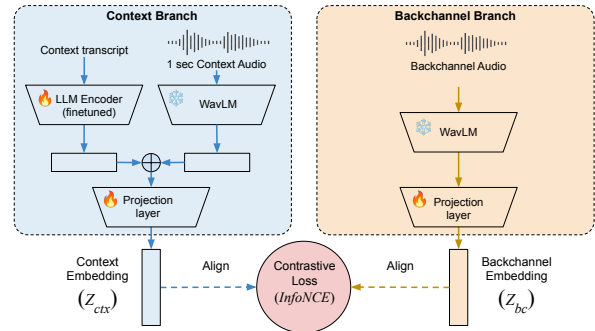 Context Branch
Context transcript
1 sec Context Audio
LLM Encoder
(finetuned)
WavLM
Projection
layer
Context
Embedding
(Z_ctx)
Align
Contrastive
Loss
(InfoNCE)
Align
Backchannel Branch
Backchannel Audio
WavLM
Projection
layer
Backchannel
Embedding
(Z_bc)